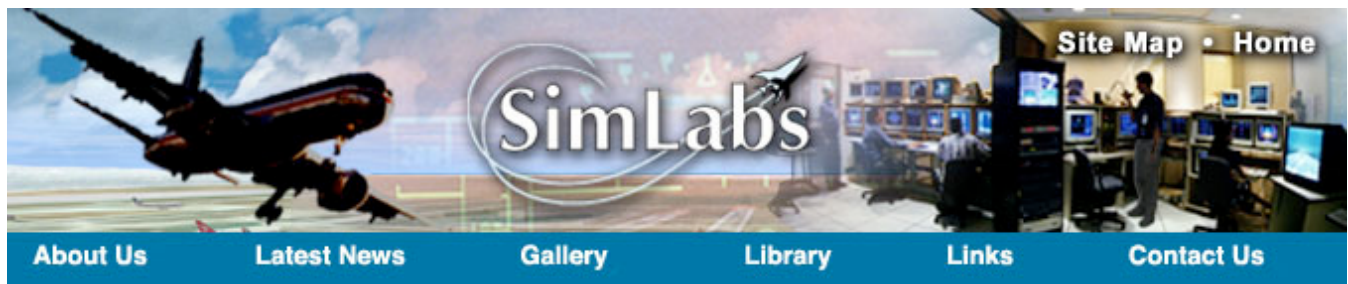 Site Map • Home
SimLabs
About Us Latest News Gallery Library Links Contact Us